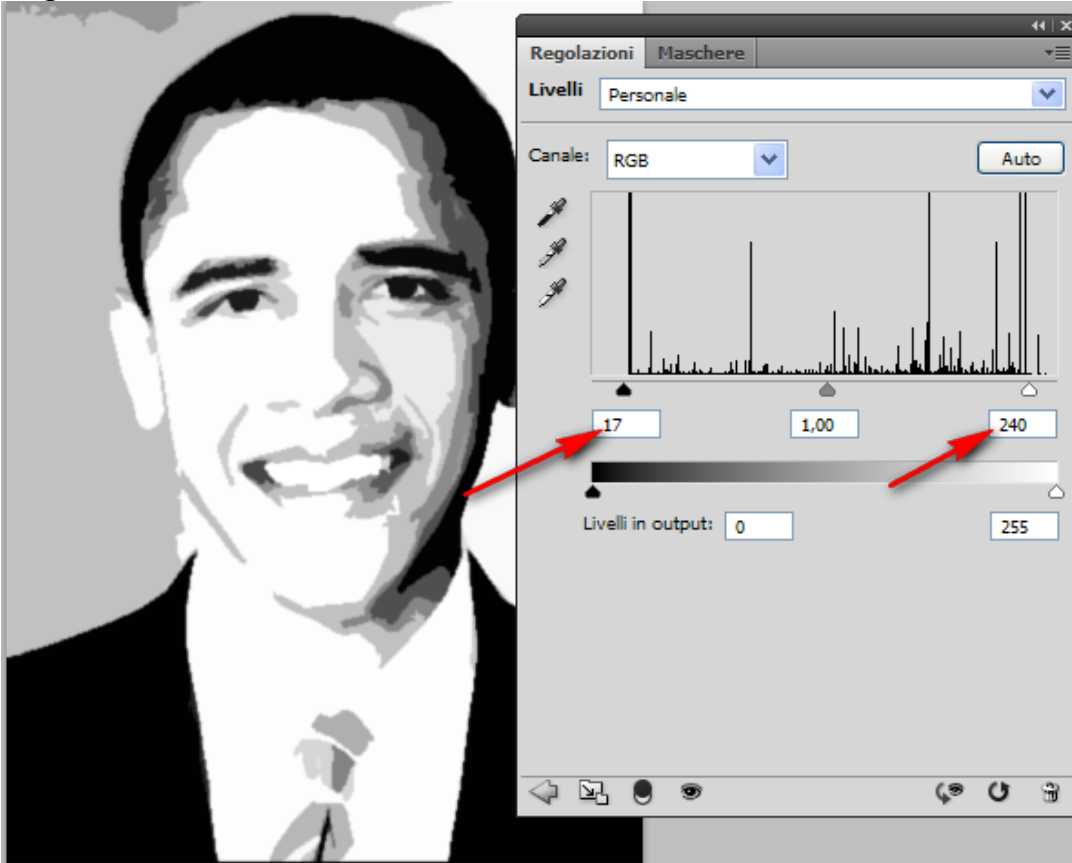 Regolazioni Maschere
Livelli Personale
Canale: RGB Auto
17 1,00 240
Livelli in output: 0 255